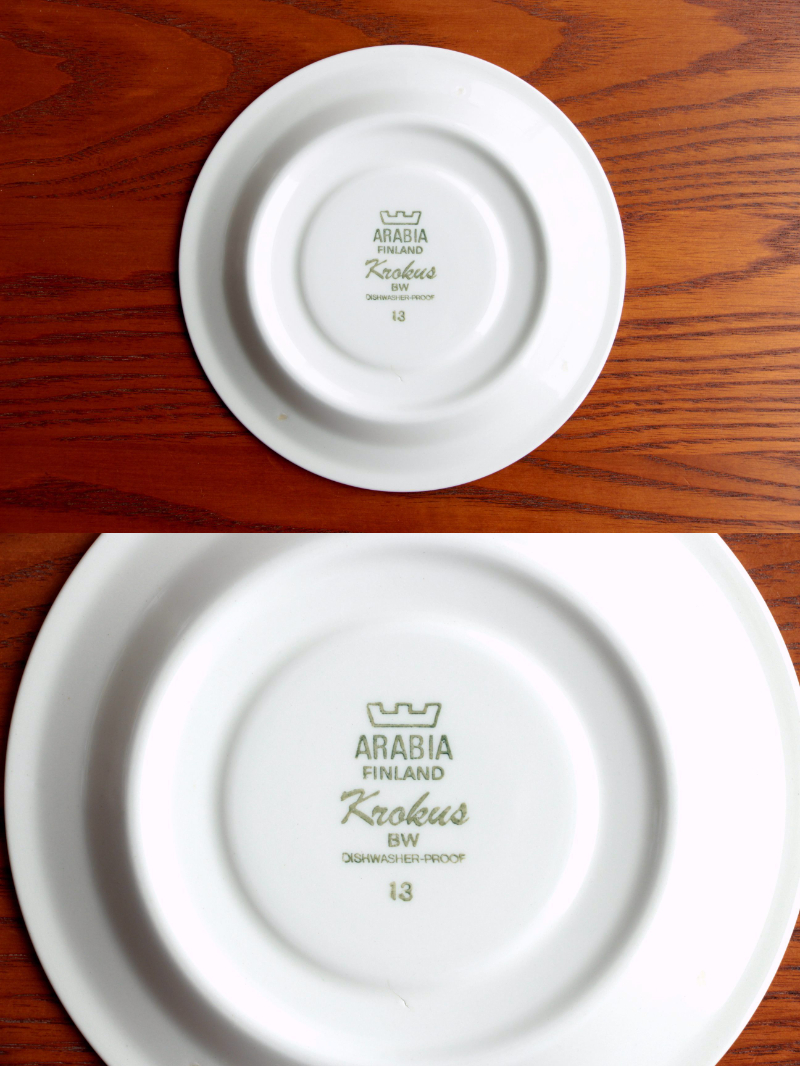 ARABIA
FINLAND
Krokus
BW
DISHWASHER-PROOF
13
ARABIA
FINLAND
Krokus
BW
DISHWASHER-PROOF
13